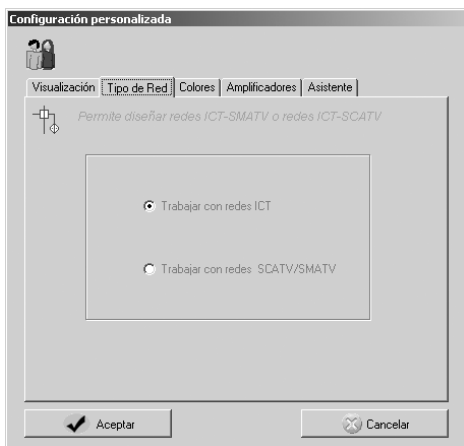 Configuración personalizada
Visualización Tipo de Red Colores Amplificadores Asistente
Permite diseñar redes ICT-SMATV o redes ICT-SCATV
Trabajar con redes ICT
Trabajar con redes SCATV/SMATV
Aceptar Cancelar